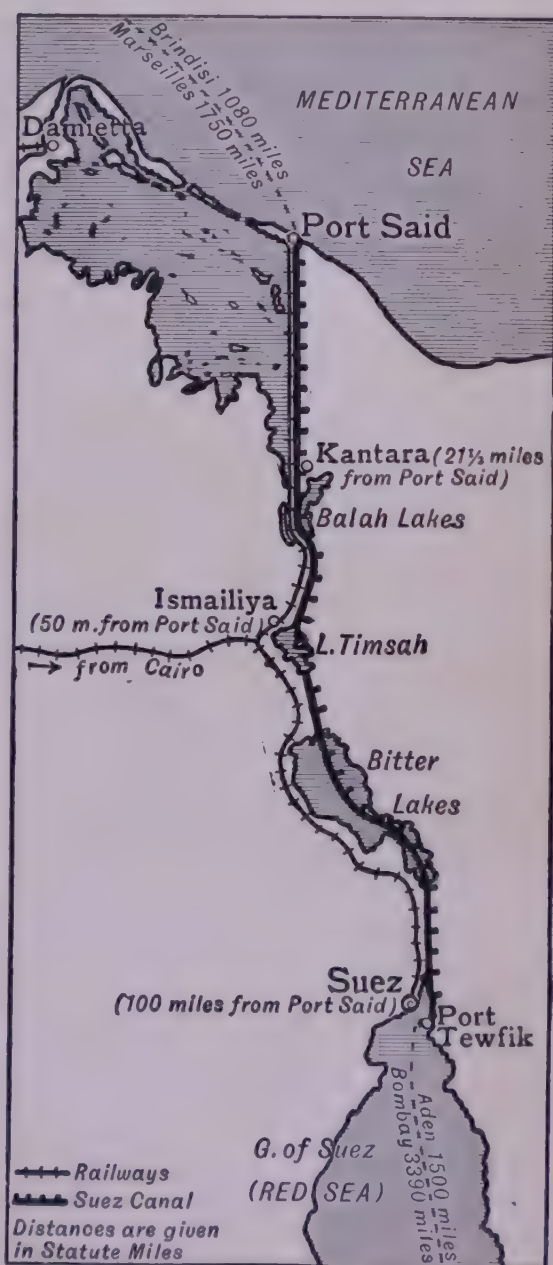 Brindisi 1080 miles
Marseilles 1750 miles
MEDITERRANEAN
SEA
Damietta
Port Said
Kantara (21½ miles
from Port Said)
Balah Lakes
Ismailiya
(50 m. from Port Said)
L. Timsah
from Cairo
Bitter
Lakes
Suez
(100 miles from Port Said)
Port
Tewfik
G. of Suez
(RED SEA)
Aden 1500 miles
Bombay 3390 miles
Railways
Suez Canal
Distances are given
in Statute Miles